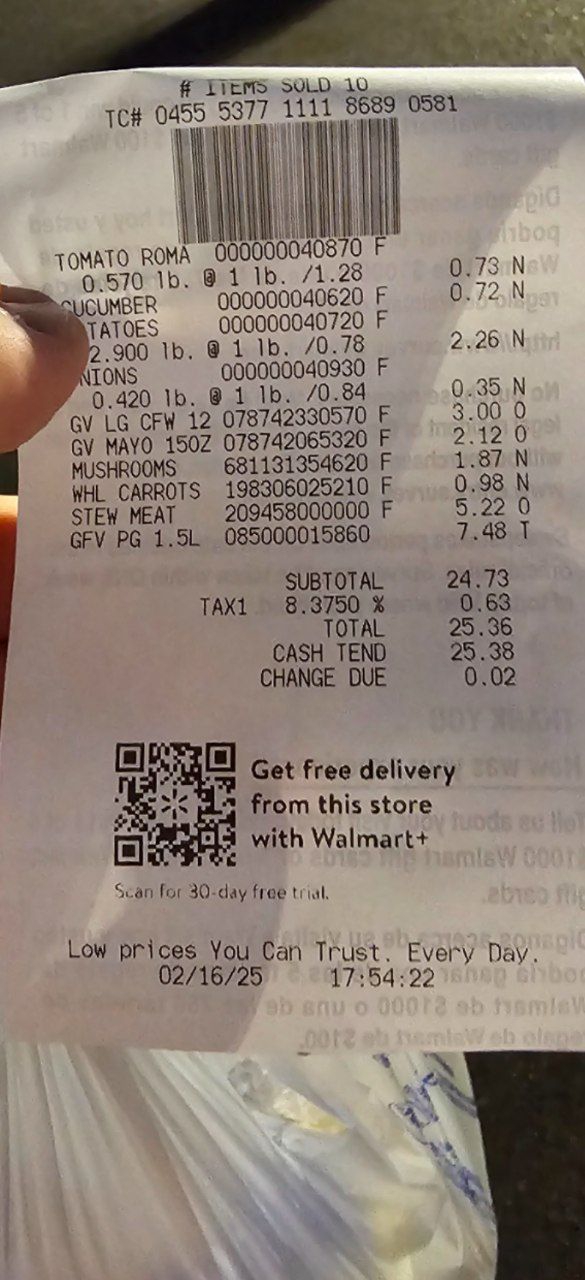 # ITEMS SOLD 10
TC# 0455 5377 1111 8689 0581
TOMATO ROMA 000000040870 F
0.570 lb. @ 1 lb. /1.28 0.73 N
CUCUMBER 000000040620 F 0.72 N
TATOES 000000040720 F
2.900 lb. @ 1 lb. /0.78 2.26 N
NIONS 000000040930 F
0.420 lb. @ 1 lb. /0.84 0.35 N
GV LG CFW 12 078742330570 F 3.00 O
GV MAYO 15OZ 078742065320 F 2.12 O
MUSHROOMS 681131354620 F 1.87 N
WHL CARROTS 198306025210 F 0.98 N
STEW MEAT 209458000000 F 5.22 O
GFV PG 1.5L 085000015860 7.48 T
SUBTOTAL 24.73
TAX1 8.3750 % 0.63
TOTAL 25.36
CASH TEND 25.38
CHANGE DUE 0.02
Get free delivery
from this store
with Walmart+
Scan for 30-day free trial.
Low prices You Can Trust. Every Day.
02/16/25 17:54:22